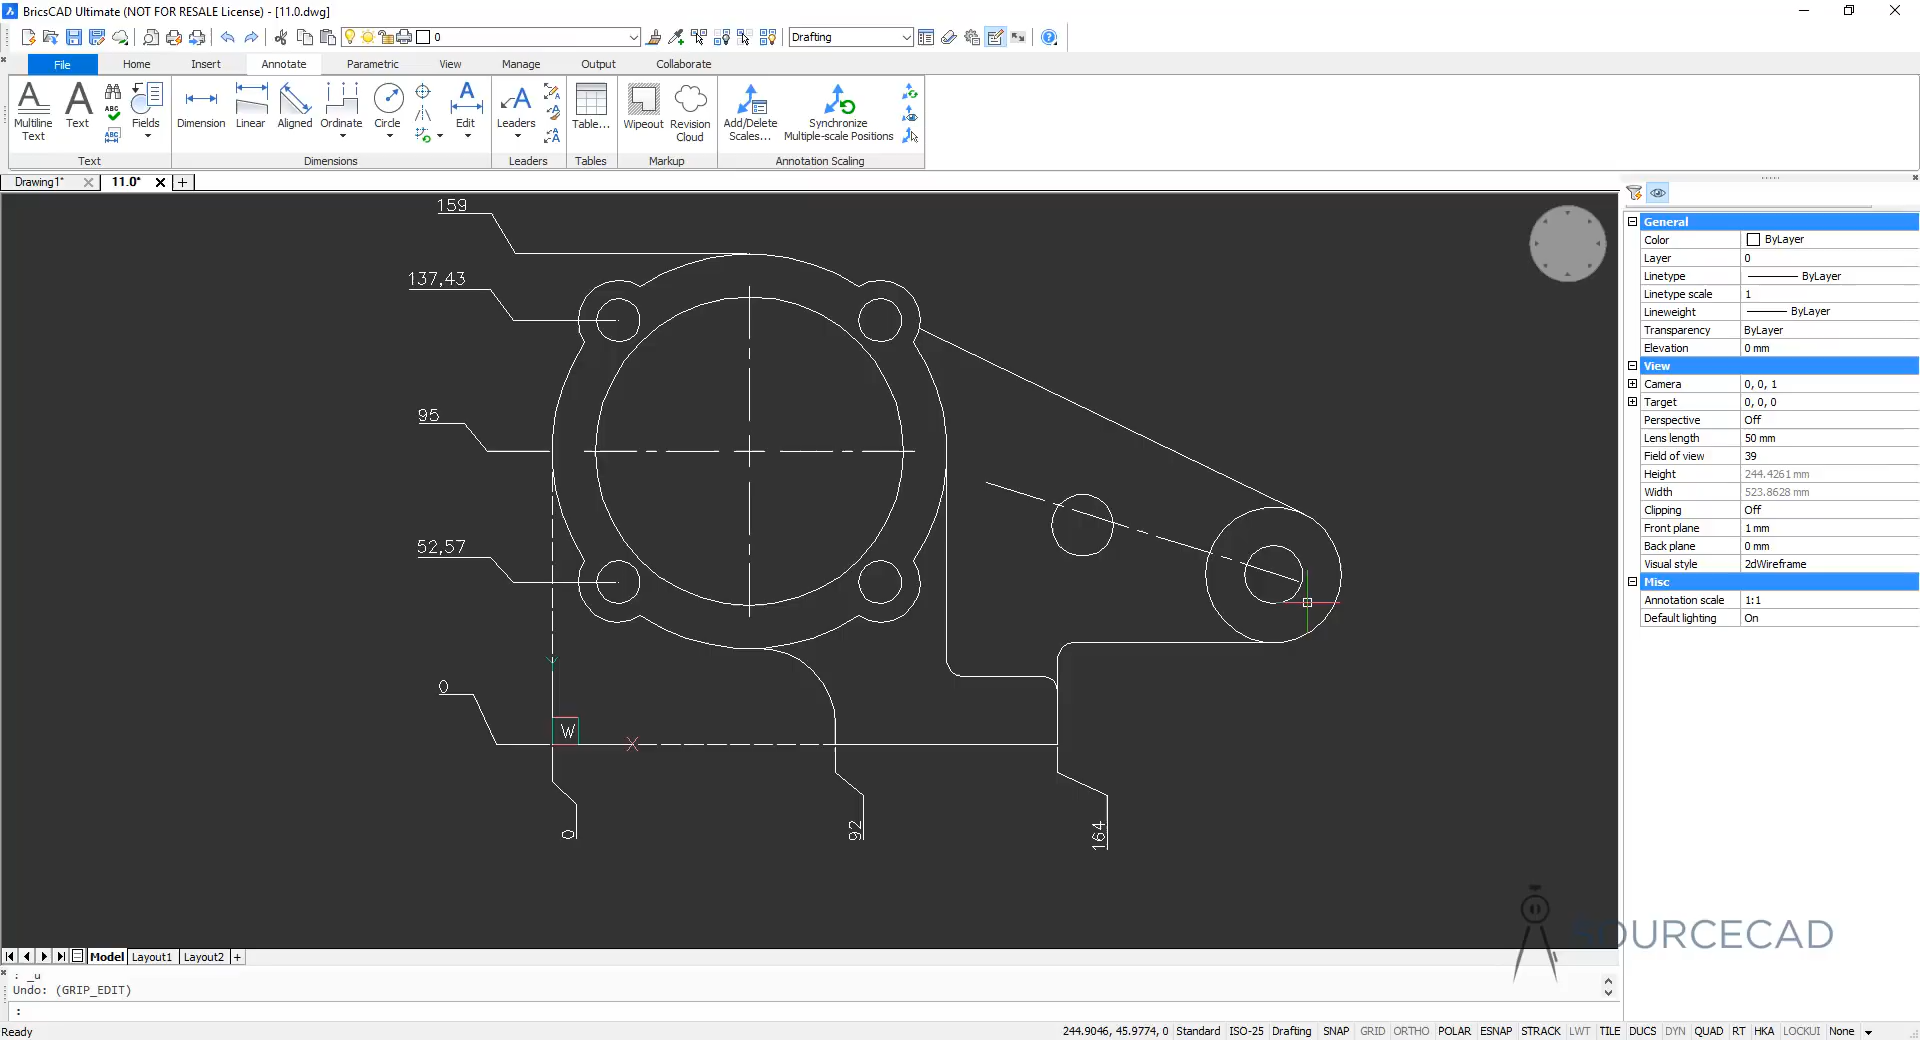 BricsCAD Ultimate (NOT FOR RESALE License) - [11.0.dwg]
0
Drafting
File Home Insert Annotate Parametric View Manage Output Collaborate
Multiline Text
Text
ABC
Fields
Dimension
Linear
Aligned
Ordinate
Circle
Edit
Leaders
Table...
Wipeout
Revision Cloud
Add/Delete Scales...
Synchronize Multiple-scale Positions
Text Dimensions Leaders Tables Markup Annotation Scaling
Drawing1* 11.0*
159
137,43
95
52,57
0
W
X
Y
0
92
164
General
Color ByLayer
Layer 0
Linetype ByLayer
Linetype scale 1
Lineweight ByLayer
Transparency ByLayer
Elevation 0 mm
View
Camera 0, 0, 1
Target 0, 0, 0
Perspective Off
Lens length 50 mm
Field of view 39
Height 244.4261 mm
Width 523.8628 mm
Clipping Off
Front plane 1 mm
Back plane 0 mm
Visual style 2dWireframe
Misc
Annotation scale 1:1
Default lighting On
SOURCECAD
Model Layout1 Layout2 +
: _u
Undo: (GRIP_EDIT)
:
Ready
244.9046, 45.9774, 0 Standard ISO-25 Drafting SNAP GRID ORTHO POLAR ESNAP STRACK LWT TILE DUCS DYN QUAD RT HKA LOCKUI None